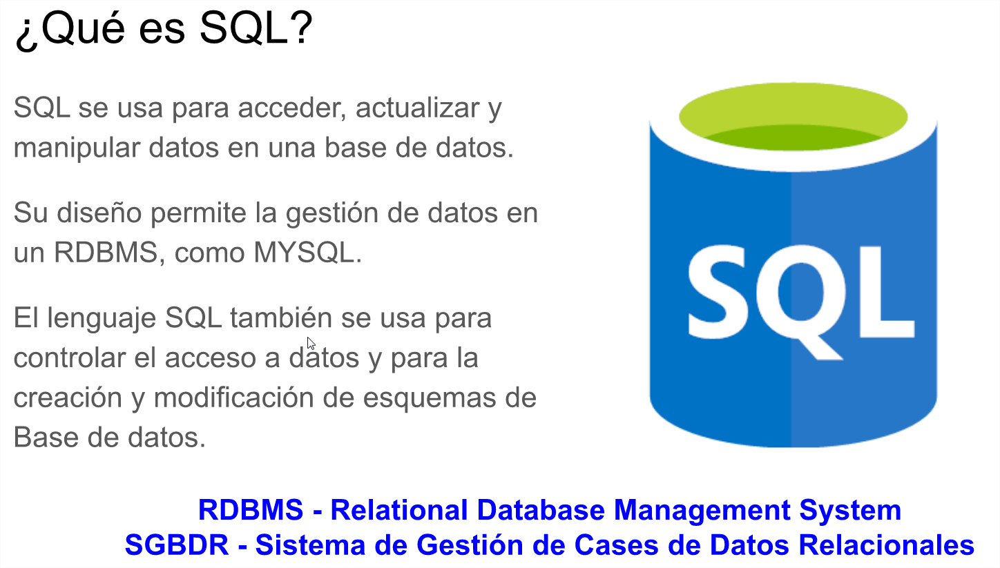 ¿Qué es SQL?
SQL se usa para acceder, actualizar y
manipular datos en una base de datos.
Su diseño permite la gestión de datos en
un RDBMS, como MYSQL.
El lenguaje SQL también se usa para
controlar el acceso a datos y para la
creación y modificación de esquemas de
Base de datos.
SQL
RDBMS - Relational Database Management System
SGBDR - Sistema de Gestión de Cases de Datos Relacionales